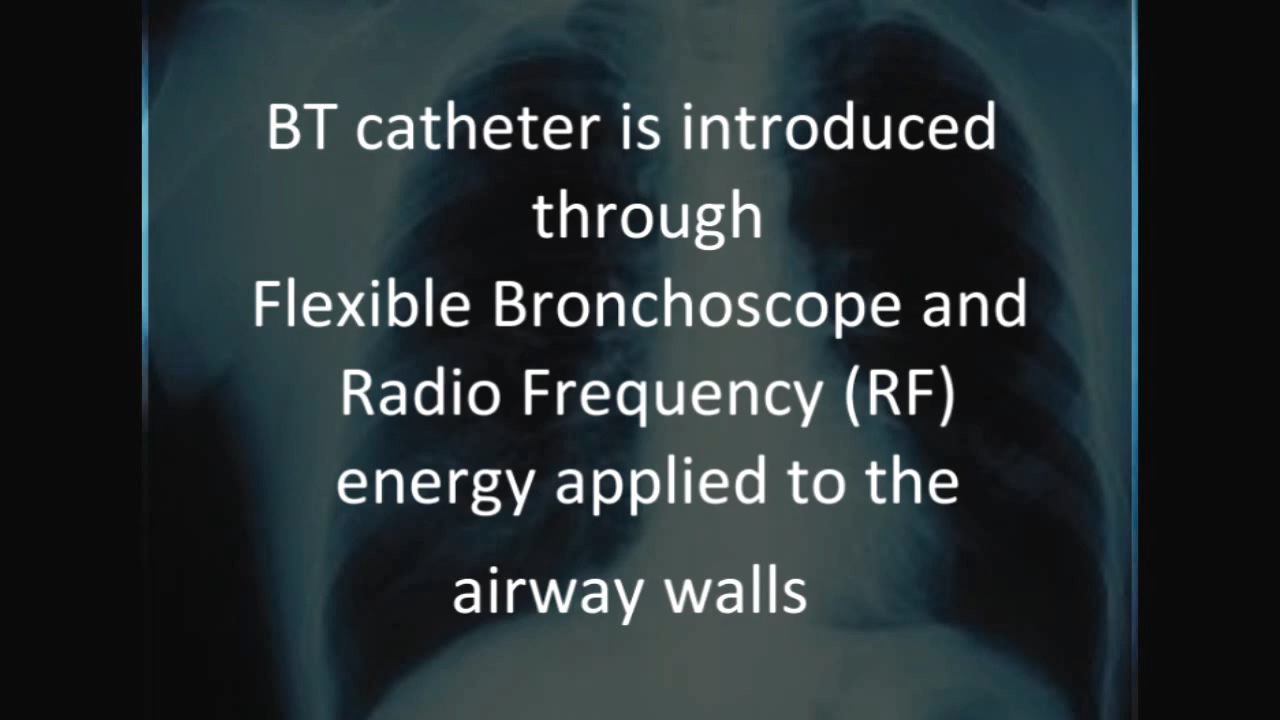 BT catheter is introduced
through
Flexible Bronchoscope and
Radio Frequency (RF)
energy applied to the
airway walls